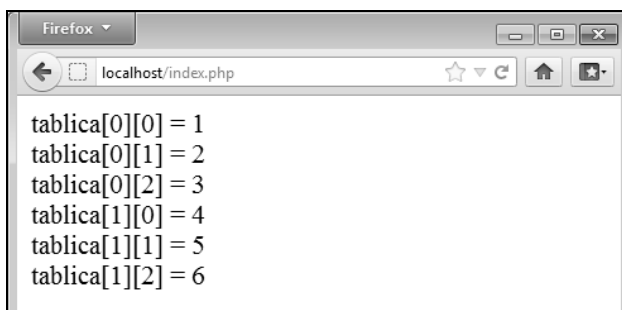 Firefox
localhost/index.php
tablica[0][0] = 1
tablica[0][1] = 2
tablica[0][2] = 3
tablica[1][0] = 4
tablica[1][1] = 5
tablica[1][2] = 6